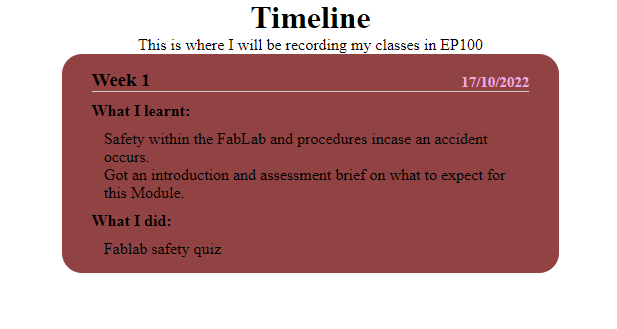 Timeline
This is where I will be recording my classes in EP100
Week 1 17/10/2022
What I learnt:
Safety within the FabLab and procedures incase an accident
occurs.
Got an introduction and assessment brief on what to expect for
this Module.
What I did:
Fablab safety quiz